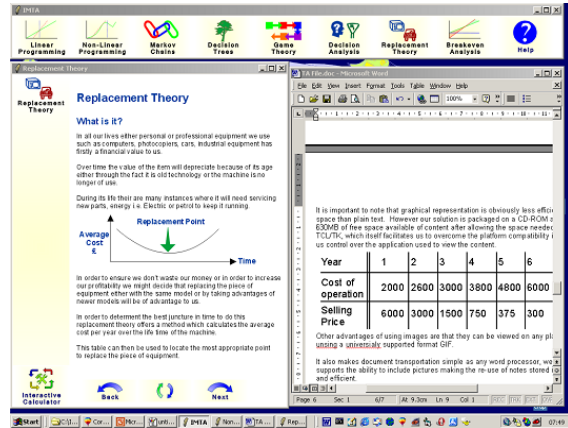 IMTA
Linear Programming
Non-Linear Programming
Markov Chains
Decision Trees
Game Theory
Decision Analysis
Replacement Theory
Breakeven Analysis
Help
Replacement Theory
Replacement Theory
Replacement Theory
What is it?
In all our lives either personal or professional equipment we use
such as computers, photocopiers, cars, industrial equipment has
firstly a financial value to us.
Over time the value of the item will depreciate because of its age
either through the fact it is old technology or the machine is no
longer of use.
During its life their are many instances where it will need servicing
new parts, energy i.e. Electric or petrol to keep it running.
Replacement Point
Average
Cost
£
Time
In order to ensure we don't waste our money or in order to increase
our profitability we might decide that replacing the piece of
equipment either with the same model or by taking advantages of
newer models will be of advantage to us.
In order to determent the best juncture in time to do this
replacement theory offers a method which calculates the average
cost per year over the life time of the machine.
This table can then be used to locate the most appropriate point
to replace the piece of equipment.
Interactive
Calculator
Back
Next
TA File.doc - Microsoft Word
File Edit View Insert Format Tools Table Window Help
100%
It is important to note that graphical representation is obviously less effici
space than plain text. However our solution is packaged on a CD-ROM a
630MB of free space available of content after allowing the space neede
TCL/TK, which itself facilitates us to overcome the platform compatibility i
us control over the application used to view the content.
Year 1 2 3 4 5 6
Cost of operation 2000 2600 3000 3800 4800 6000
Selling Price 6000 3000 1500 750 375 300
Other advantages of using images are that they can be viewed on any pla
unsing a universialy supported format GIF.
It also makes document transportation simple as any word processor, we
supports the ability to include pictures making the re-use of notes stored
and efficient.
Page 6 Sec 1 6/7 At 9.3cm Ln 9 Col 1 REC TRK EXT
Start IMTA 07:49